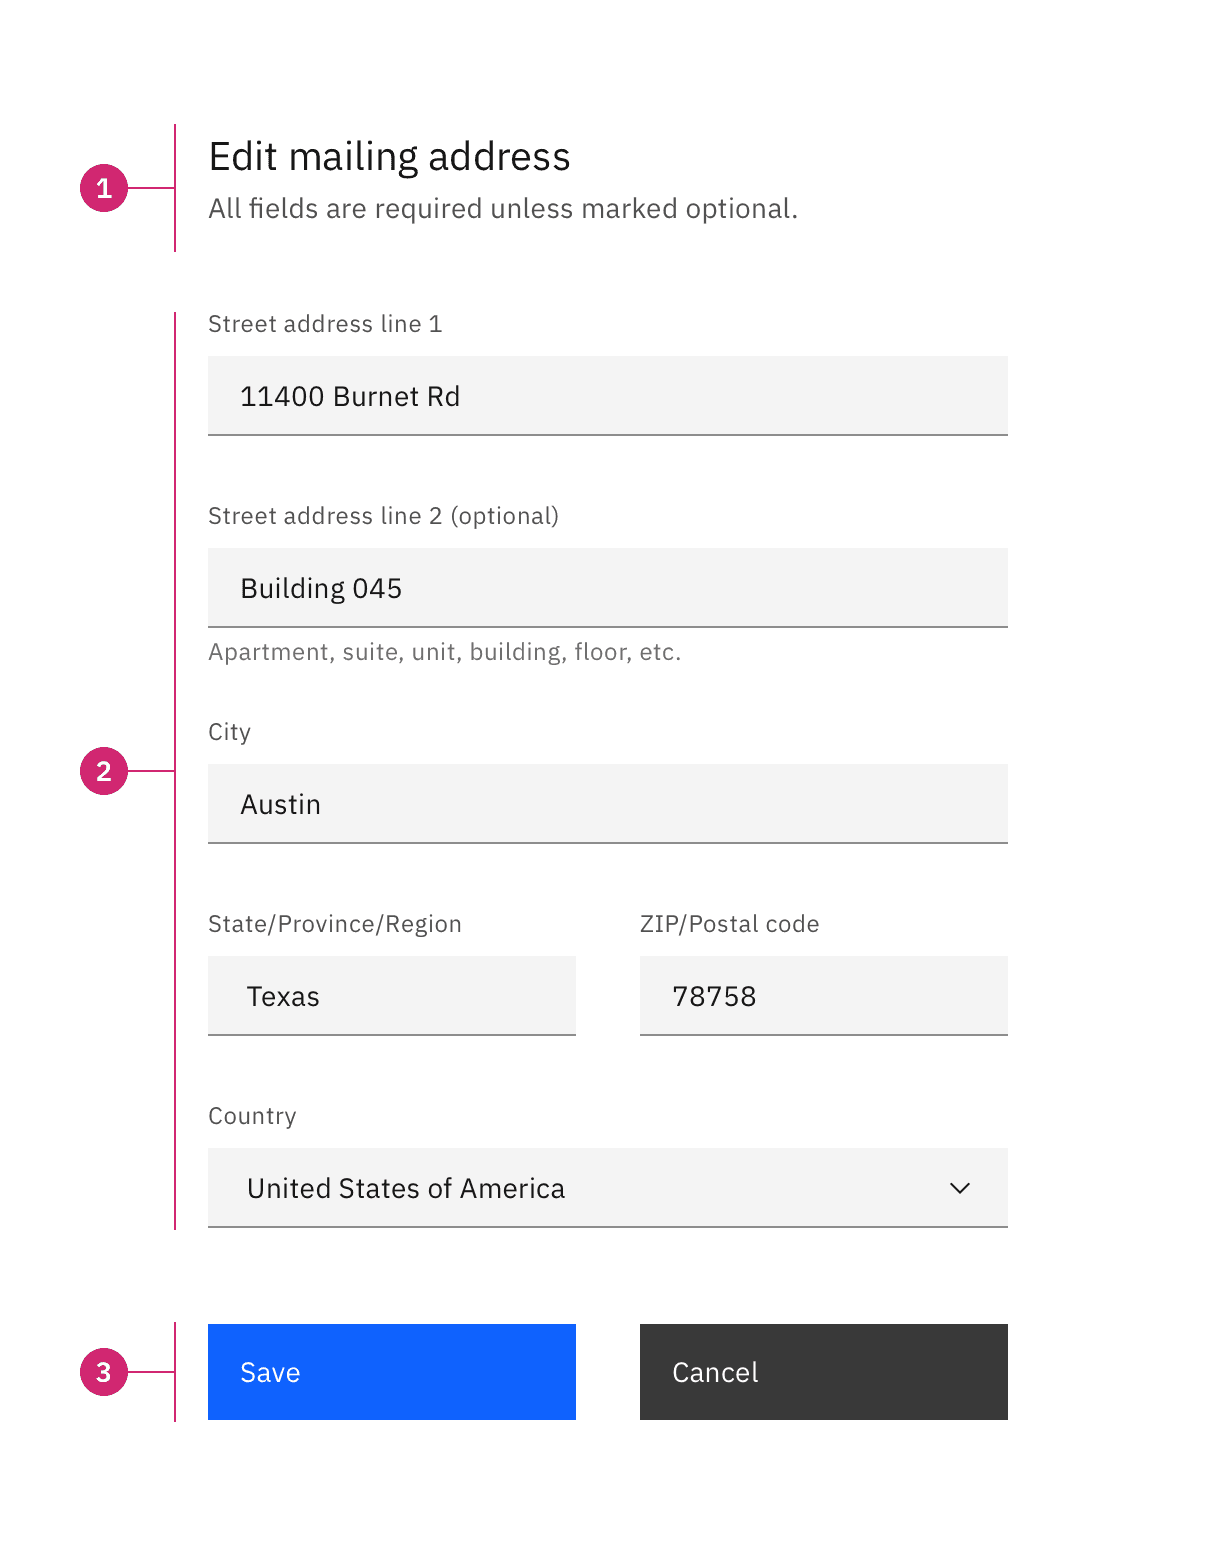 1
Edit mailing address
All fields are required unless marked optional.
Street address line 1
11400 Burnet Rd
Street address line 2 (optional)
Building 045
Apartment, suite, unit, building, floor, etc.
2
City
Austin
State/Province/Region
ZIP/Postal code
Texas
78758
Country
United States of America
3
Save
Cancel